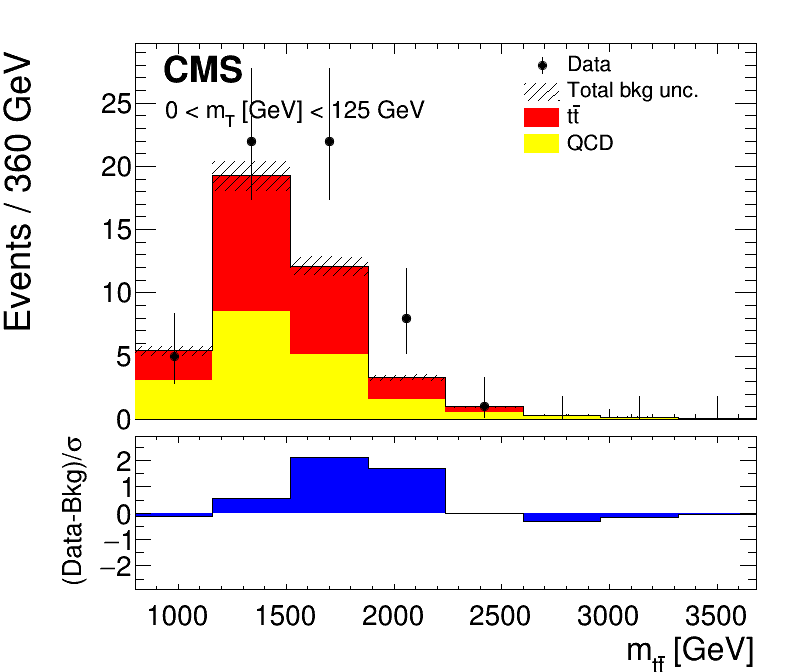 Events / 360 GeV
CMS
0 < m_T [GeV] < 125 GeV
Data
Total bkg unc.
tt̄
QCD
25
20
15
10
5
0
(Data-Bkg)/σ
2
1
0
−1
−2
1000 1500 2000 2500 3000 3500
m_tt̄ [GeV]